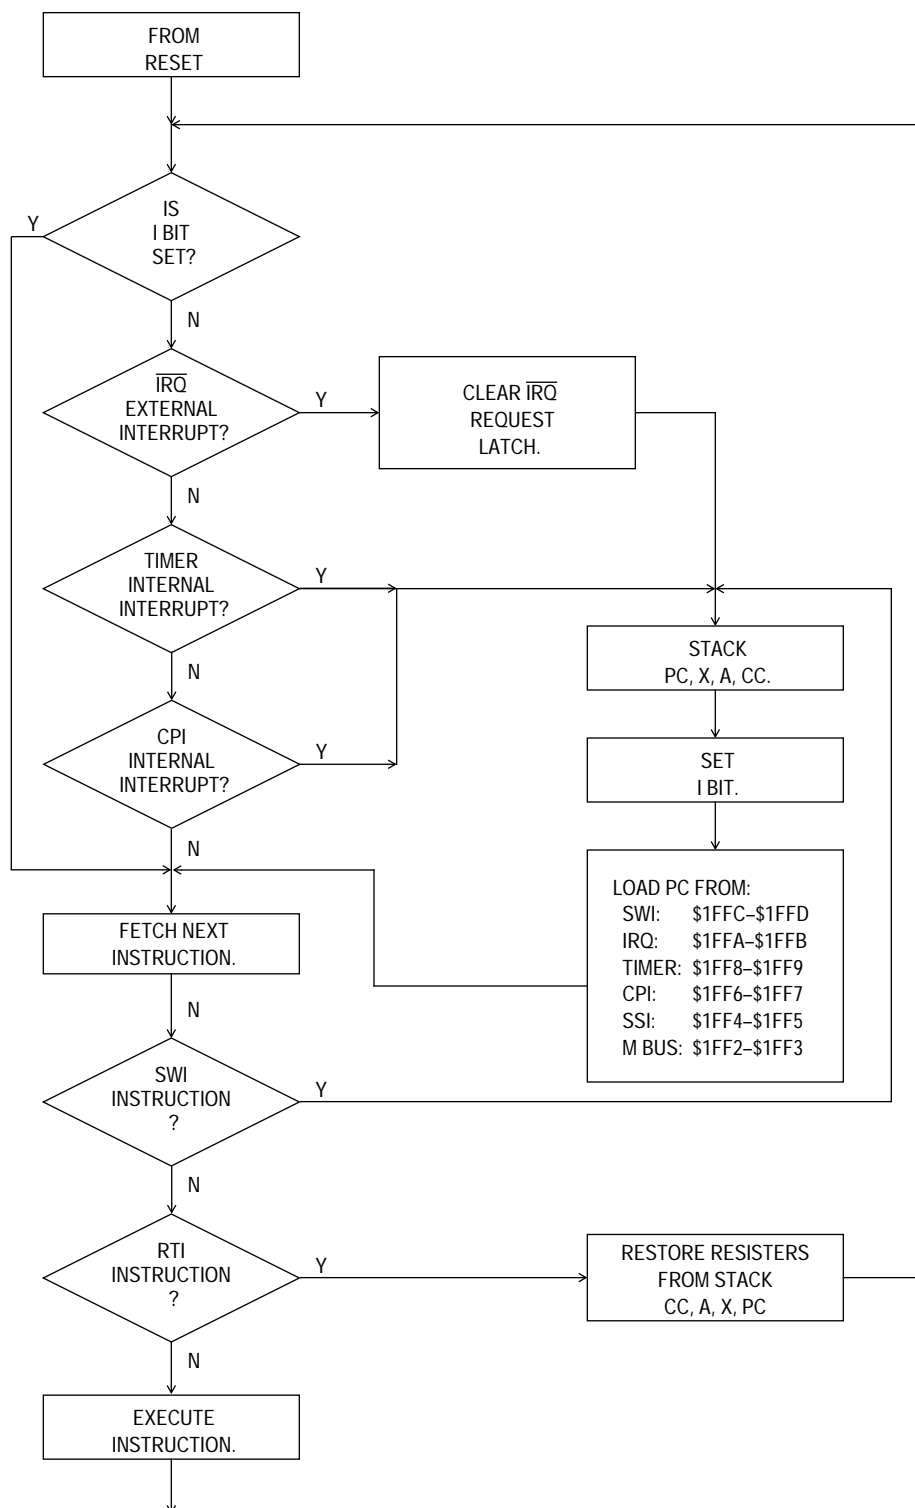 FROM
RESET
IS
I BIT
SET?
Y
N
IRQ
EXTERNAL
INTERRUPT?
Y
CLEAR IRQ
REQUEST
LATCH.
N
TIMER
INTERNAL
INTERRUPT?
Y
STACK
PC, X, A, CC.
N
CPI
INTERNAL
INTERRUPT?
Y
SET
I BIT.
N
LOAD PC FROM:
SWI: $1FFC–$1FFD
IRQ: $1FFA–$1FFB
TIMER: $1FF8–$1FF9
CPI: $1FF6–$1FF7
SSI: $1FF4–$1FF5
M BUS: $1FF2–$1FF3
FETCH NEXT
INSTRUCTION.
N
SWI
INSTRUCTION
?
Y
N
RTI
INSTRUCTION
?
Y
RESTORE RESISTERS
FROM STACK
CC, A, X, PC
N
EXECUTE
INSTRUCTION.